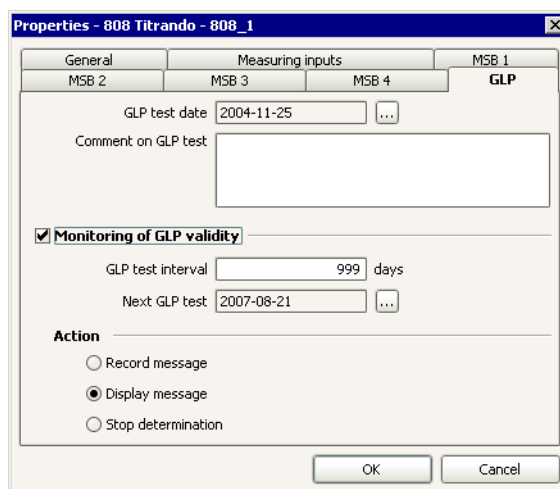 Properties - 808 Titrando - 808_1
General Measuring inputs MSB 1
MSB 2 MSB 3 MSB 4 GLP
GLP test date 2004-11-25 ...
Comment on GLP test
Monitoring of GLP validity
GLP test interval 999 days
Next GLP test 2007-08-21 ...
Action
Record message
Display message
Stop determination
OK Cancel